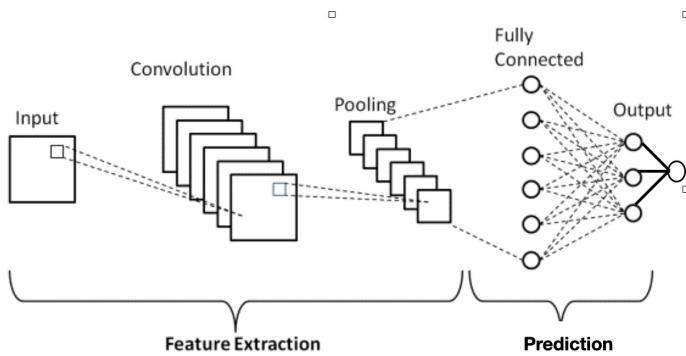 Fully
Connected
Convolution
Pooling
Output
Input
Feature Extraction
Prediction